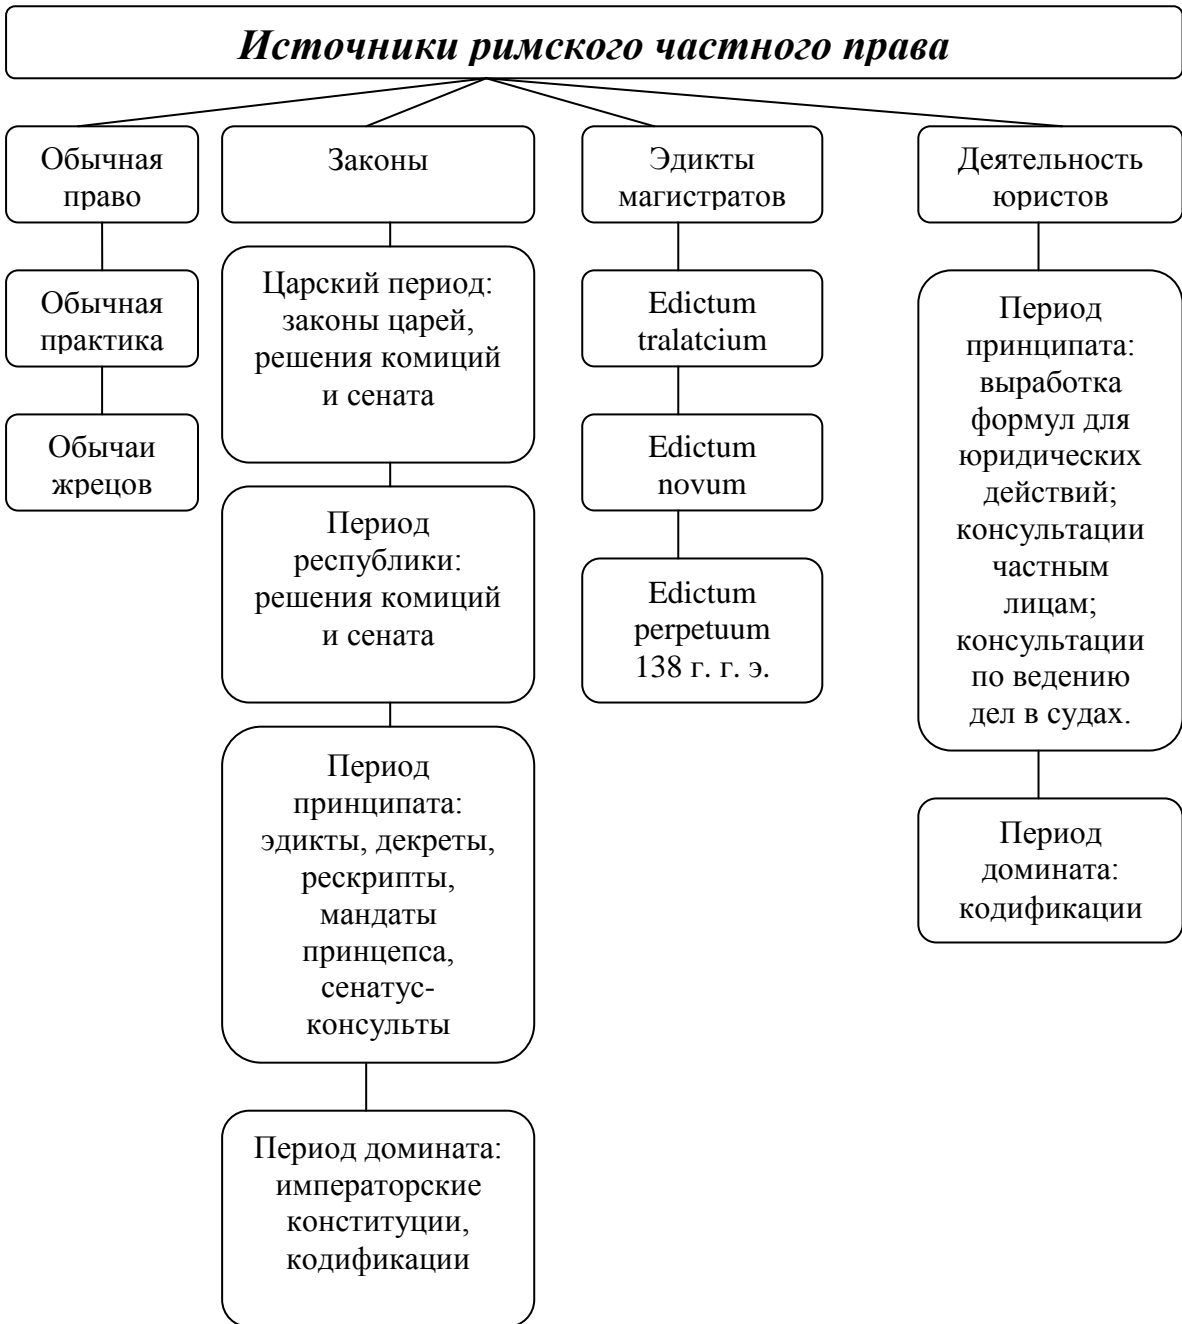 Источники римского частного права
Обычная
право
Обычная
практика
Обычаи
жрецов
Законы
Царский период:
законы царей,
решения комиций
и сената
Период
республики:
решения комиций
и сената
Период
принципата:
эдикты, декреты,
рескрипты,
мандаты
принцепса,
сенатус-
консульты
Период домината:
императорские
конституции,
кодификации
Эдикты
магистратов
Edictum
tralatcium
Edictum
novum
Edictum
perpetuum
138 г. г. э.
Деятельность
юристов
Период
принципата:
выработка
формул для
юридических
действий;
консультации
частным
лицам;
консультации
по ведению
дел в судах.
Период
домината:
кодификации